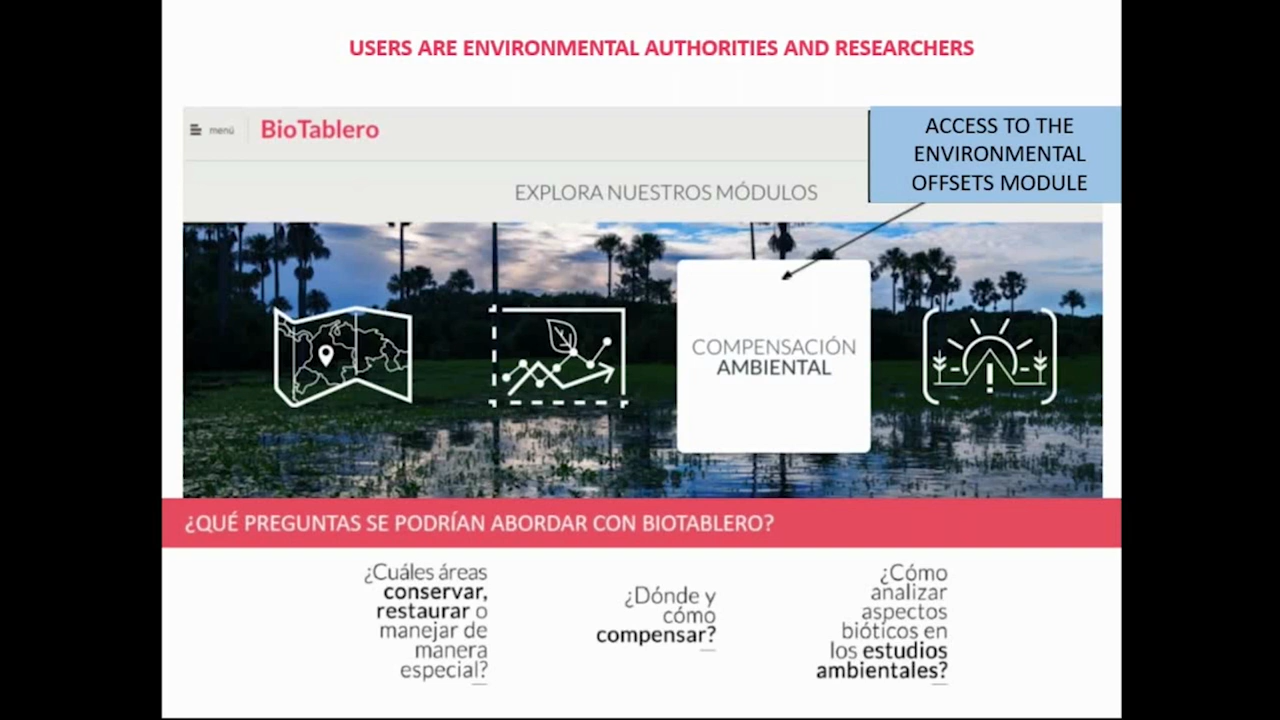 USERS ARE ENVIRONMENTAL AUTHORITIES AND RESEARCHERS
menú
BioTablero
ACCESS TO THE
ENVIRONMENTAL
OFFSETS MODULE
EXPLORA NUESTROS MÓDULOS
COMPENSACIÓN
AMBIENTAL
¿QUÉ PREGUNTAS SE PODRÍAN ABORDAR CON BIOTABLERO?
¿Cuáles áreas
conservar,
restaurar o
manejar de
manera
especial?
¿Dónde y
cómo
compensar?
¿Cómo
analizar
aspectos
bióticos en
los estudios
ambientales?